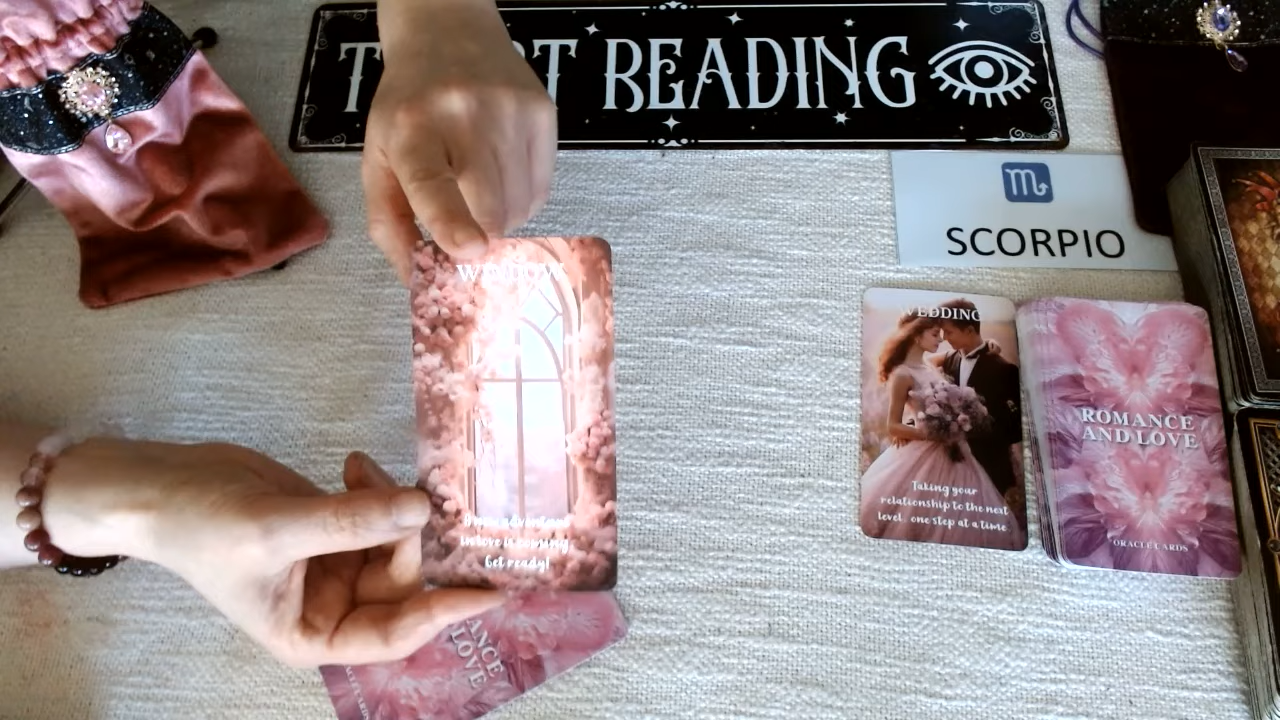 TAROT READING
SCORPIO
WINDOW
A new adventure
in love is coming
Get ready!
WEDDING
Taking your
relationship to the next
level, one step at a time
ROMANCE
AND LOVE
ORACLE CARDS
ANCE
LOVE